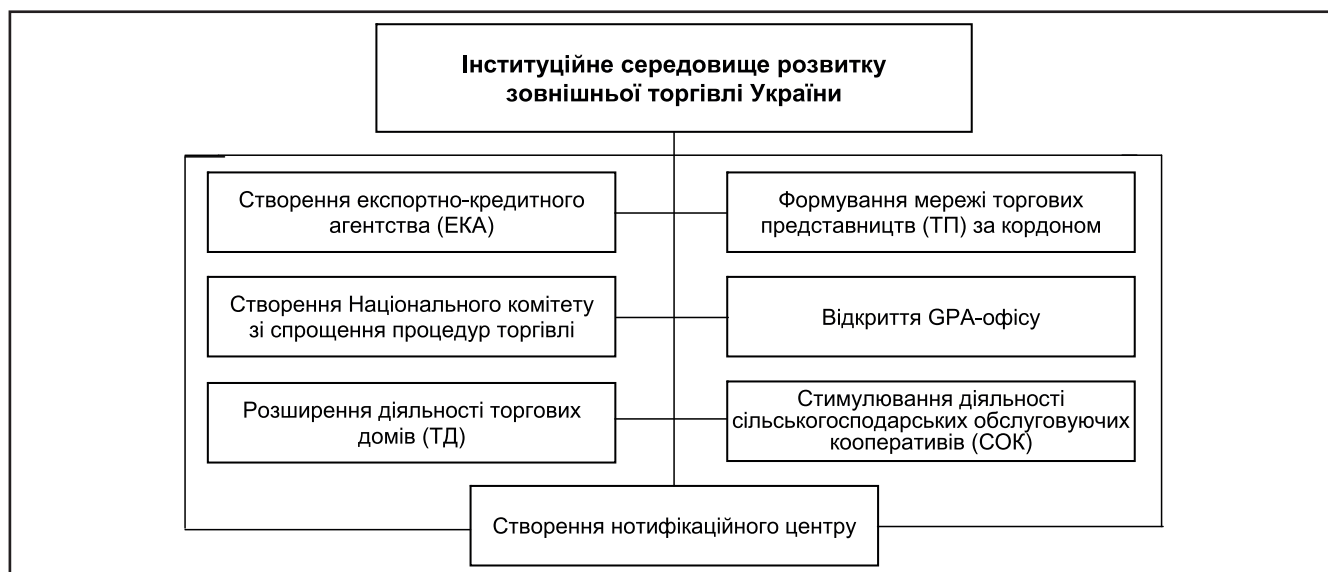 Інституційне середовище розвитку
зовнішньої торгівлі України
Створення експортно-кредитного
агентства (ЕКА)
Формування мережі торгових
представництв (ТП) за кордоном
Створення Національного комітету
зі спрощення процедур торгівлі
Відкриття GPA-офісу
Розширення діяльності торгових
домів (ТД)
Стимулювання діяльності
сільськогосподарських обслуговуючих
кооперативів (СОК)
Створення нотифікаційного центру